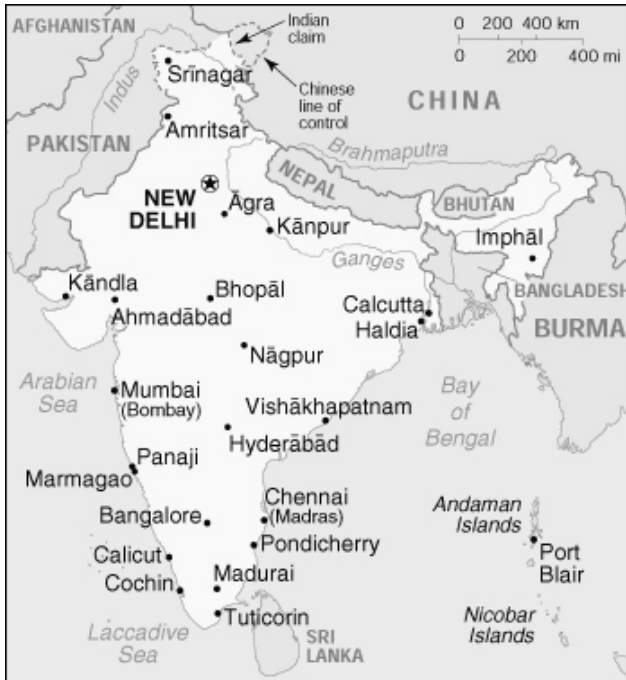 AFGHANISTAN
Indian
claim
0 200 400 km
0 200 400 mi
Srīnagar
Chinese
line of
control
CHINA
Indus
Amritsar
PAKISTAN
Brahmaputra
NEPAL
NEW
DELHI
BHUTAN
Āgra
Kānpur
Imphāl
Ganges
Kāndla
Bhopāl
BANGLADESH
Ahmadābad
Calcutta
Haldia
BURMA
Nāgpur
Arabian
Sea
Mumbai
(Bombay)
Vishākhapatnam
Bay
of
Bengal
Hyderābād
Panaji
Marmagao
Chennai
(Madras)
Andaman
Islands
Bangalore
Pondicherry
Port
Blair
Calicut
Madurai
Cochin
Tuticorin
Nicobar
Islands
Laccadive
Sea
SRI
LANKA